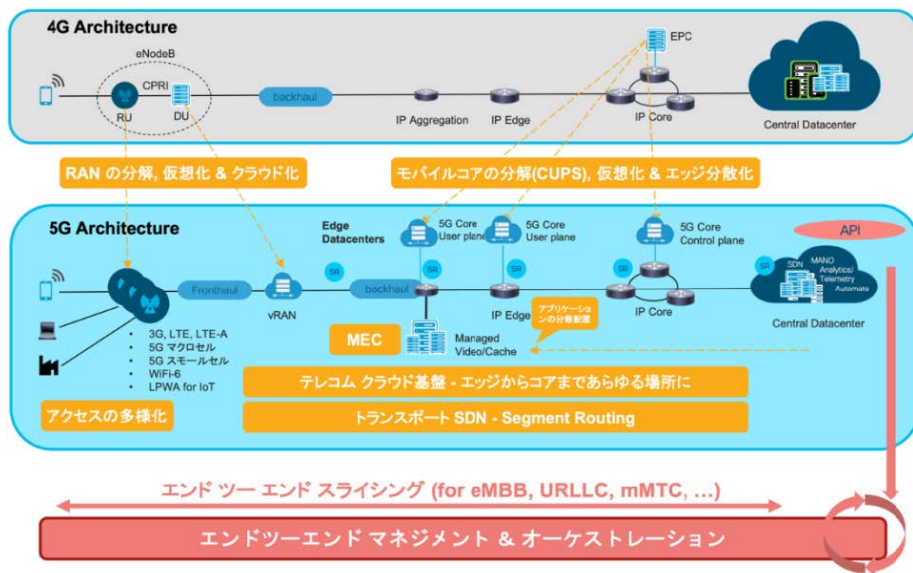 4G Architecture
eNodeB
CPRI
RU
DU
backhaul
IP Aggregation
IP Edge
EPC
IP Core
Central Datacenter
RAN の分解, 仮想化 & クラウド化
モバイルコアの分解(CUPS), 仮想化 & エッジ分散化
5G Architecture
Edge
Datacenters
5G Core
User plane
5G Core
User plane
5G Core
Control plane
API
Fronthaul
vRAN
SR
backhaul
SR
SR
SR
SR
SDN
MANO
Analytics/
Telemetry
Automate
IP Edge
アプリケーショ
ンの分散配置
IP Core
Central Datacenter
MEC
Managed
Video/Cache
• 3G, LTE, LTE-A
• 5G マクロセル
• 5G スモールセル
• WiFi-6
• LPWA for IoT
アクセスの多様化
テレコム クラウド基盤 - エッジからコアまであらゆる場所に
トランスポート SDN - Segment Routing
エンド ツー エンド スライシング (for eMBB, URLLC, mMTC, ...)
エンドツーエンド マネジメント & オーケストレーション